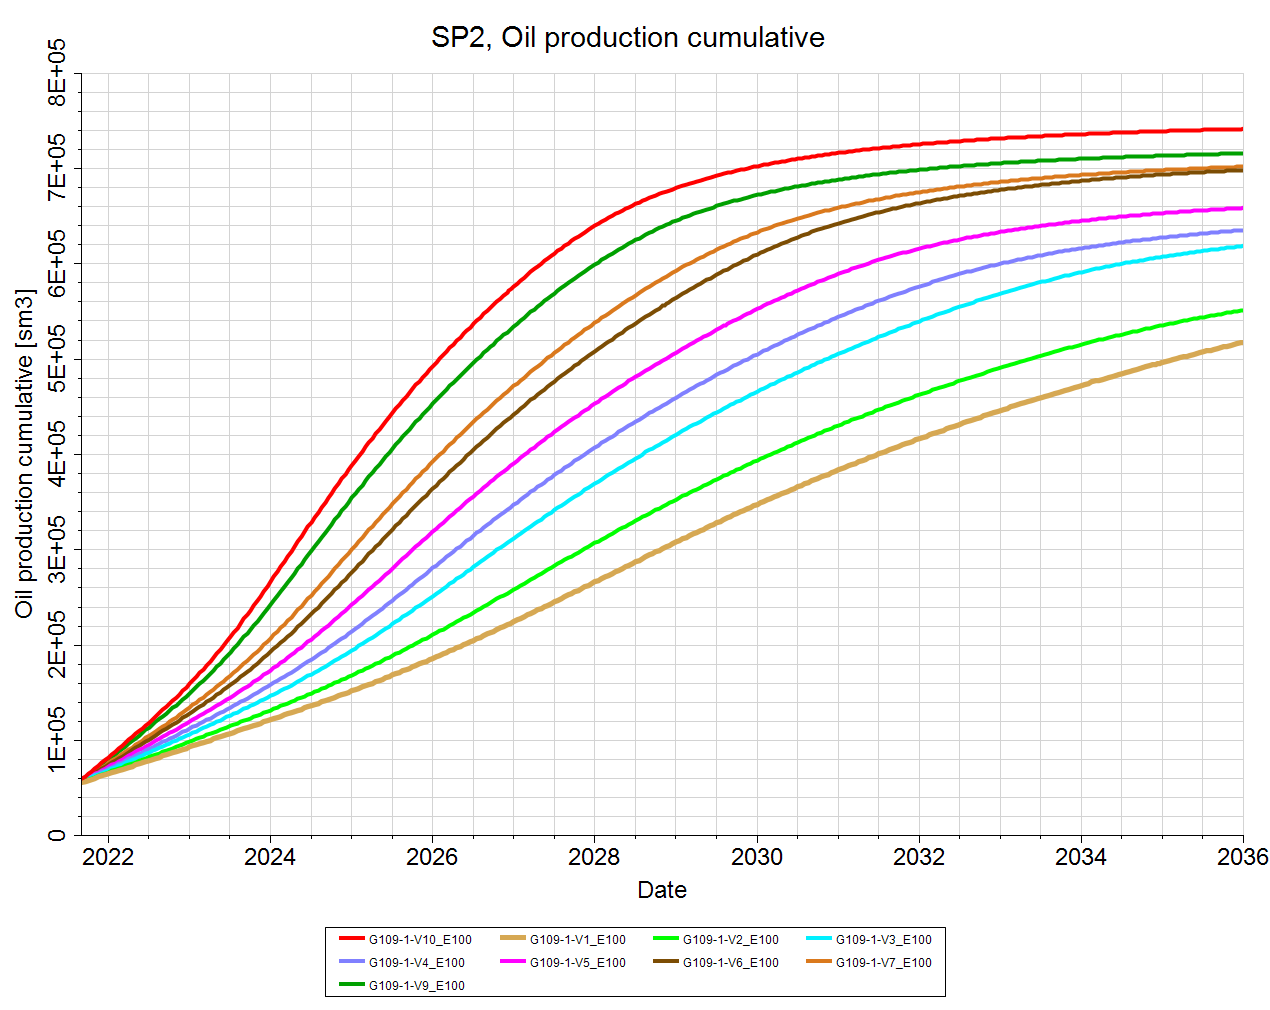 SP2, Oil production cumulative
8E+05
7E+05
6E+05
5E+05
4E+05
3E+05
2E+05
1E+05
0
Oil production cumulative [sm3]
2022 2024 2026 2028 2030 2032 2034 2036
Date
G109-1-V10_E100 G109-1-V1_E100 G109-1-V2_E100 G109-1-V3_E100
G109-1-V4_E100 G109-1-V5_E100 G109-1-V6_E100 G109-1-V7_E100
G109-1-V9_E100